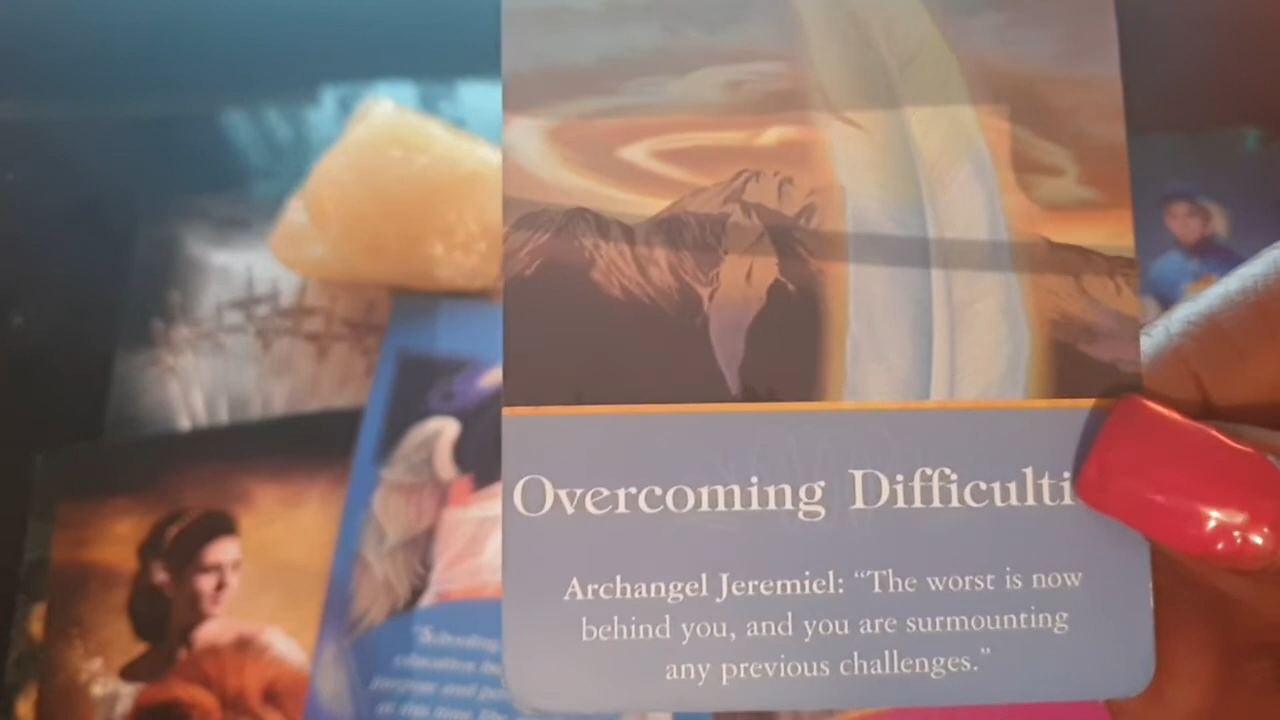 Overcoming Difficulti
Archangel Jeremiel: “The worst is now
behind you, and you are surmounting
any previous challenges.”